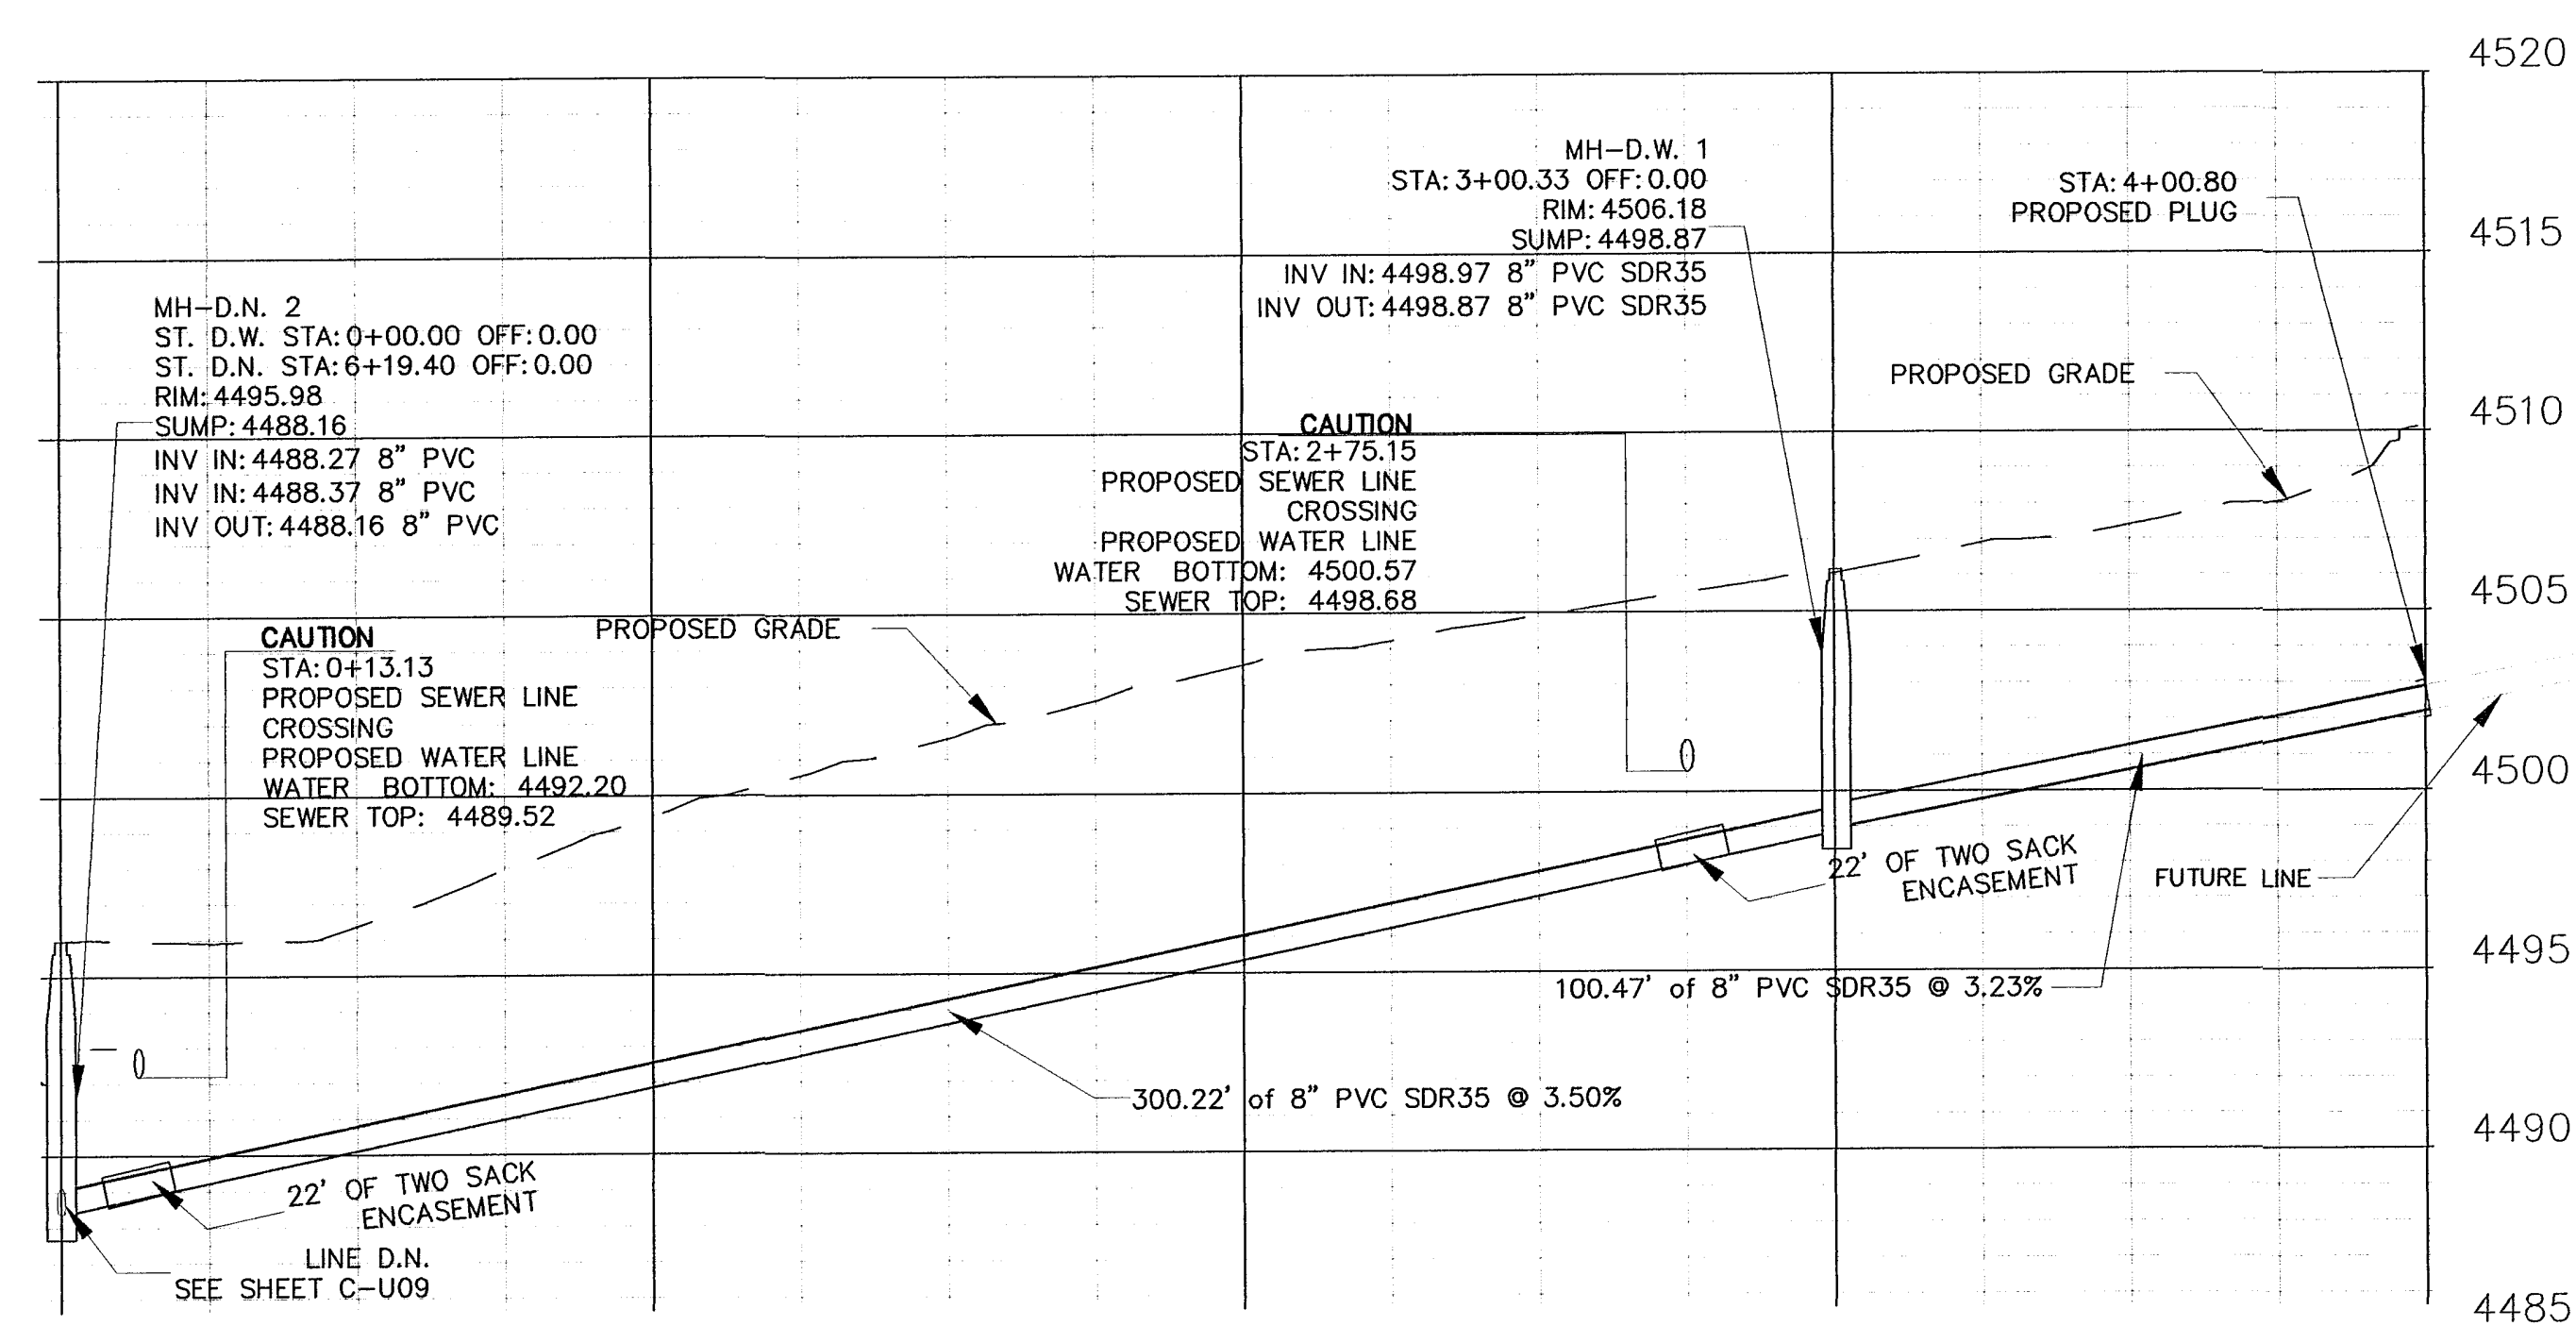 4520
4515
4510
4505
4500
4495
4490
4485
MH-D.N. 2
ST. D.W. STA:0+00.00 OFF:0.00
ST. D.N. STA:6+19.40 OFF:0.00
RIM:4495.98
SUMP:4488.16
INV IN:4488.27 8" PVC
INV IN:4488.37 8" PVC
INV OUT:4488.16 8" PVC
CAUTION
STA:0+13.13
PROPOSED SEWER LINE
CROSSING
PROPOSED WATER LINE
WATER BOTTOM: 4492.20
SEWER TOP: 4489.52
PROPOSED GRADE
CAUTION
STA:2+75.15
PROPOSED SEWER LINE
CROSSING
PROPOSED WATER LINE
WATER BOTTOM: 4500.57
SEWER TOP: 4498.68
MH-D.W. 1
STA:3+00.33 OFF:0.00
RIM:4506.18
SUMP:4498.87
INV IN:4498.97 8" PVC SDR35
INV OUT:4498.87 8" PVC SDR35
STA:4+00.80
PROPOSED PLUG
PROPOSED GRADE
22' OF TWO SACK
ENCASEMENT
FUTURE LINE
100.47' of 8" PVC SDR35 @ 3.23%
300.22' of 8" PVC SDR35 @ 3.50%
22' OF TWO SACK
ENCASEMENT
LINE D.N.
SEE SHEET C-U09